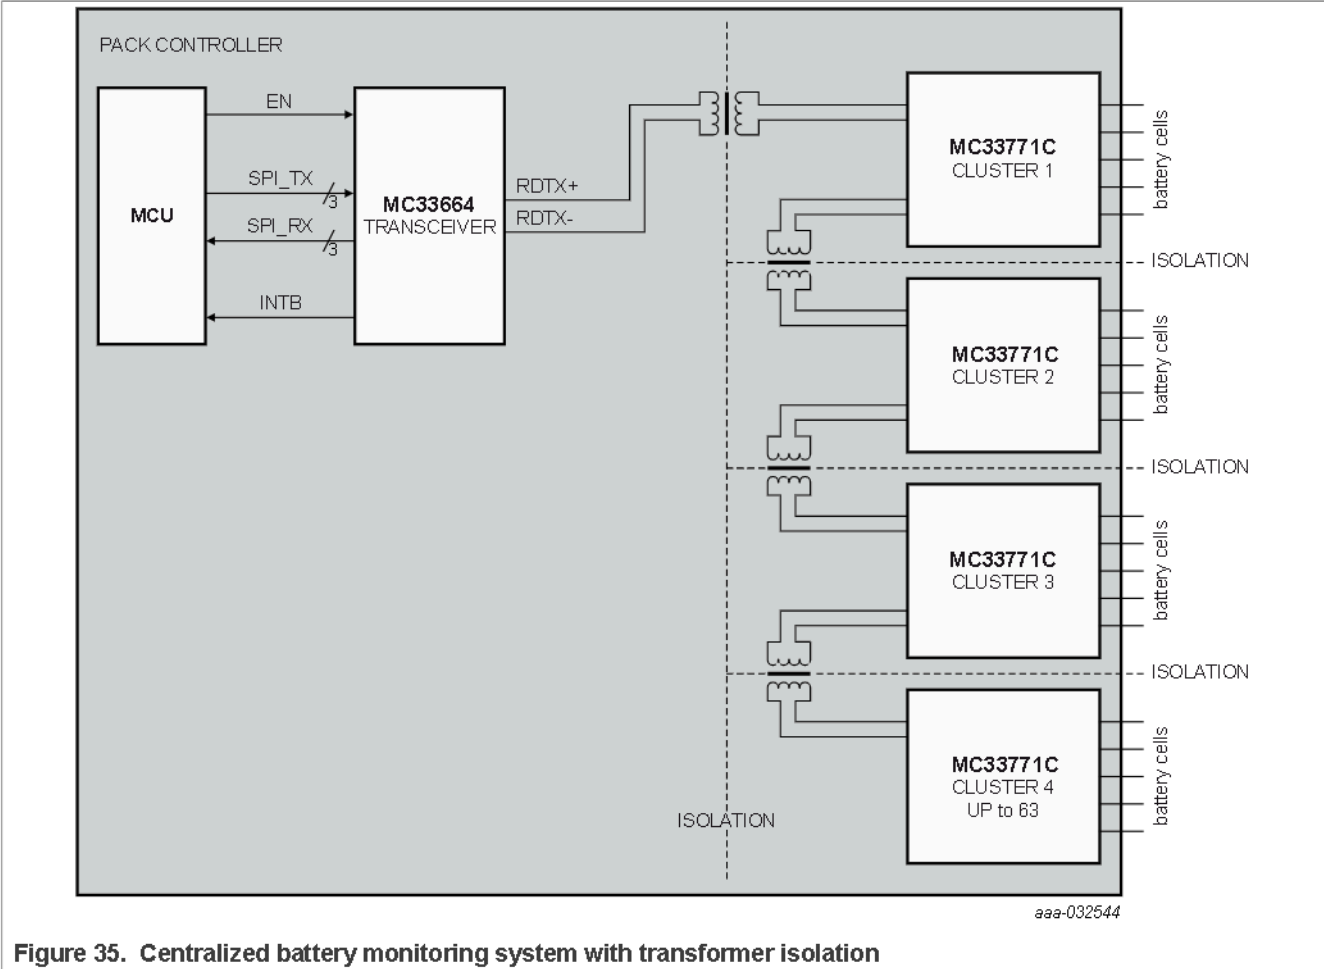 PACK CONTROLLER
MCU
EN
SPI_TX
3
SPI_RX
3
INTB
MC33664
TRANSCEIVER
RDTX+
RDTX-
MC33771C
CLUSTER 1
battery cells
ISOLATION
MC33771C
CLUSTER 2
battery cells
ISOLATION
MC33771C
CLUSTER 3
battery cells
ISOLATION
MC33771C
CLUSTER 4
UP to 63
battery cells
ISOLATION
aaa-032544
Figure 35. Centralized battery monitoring system with transformer isolation